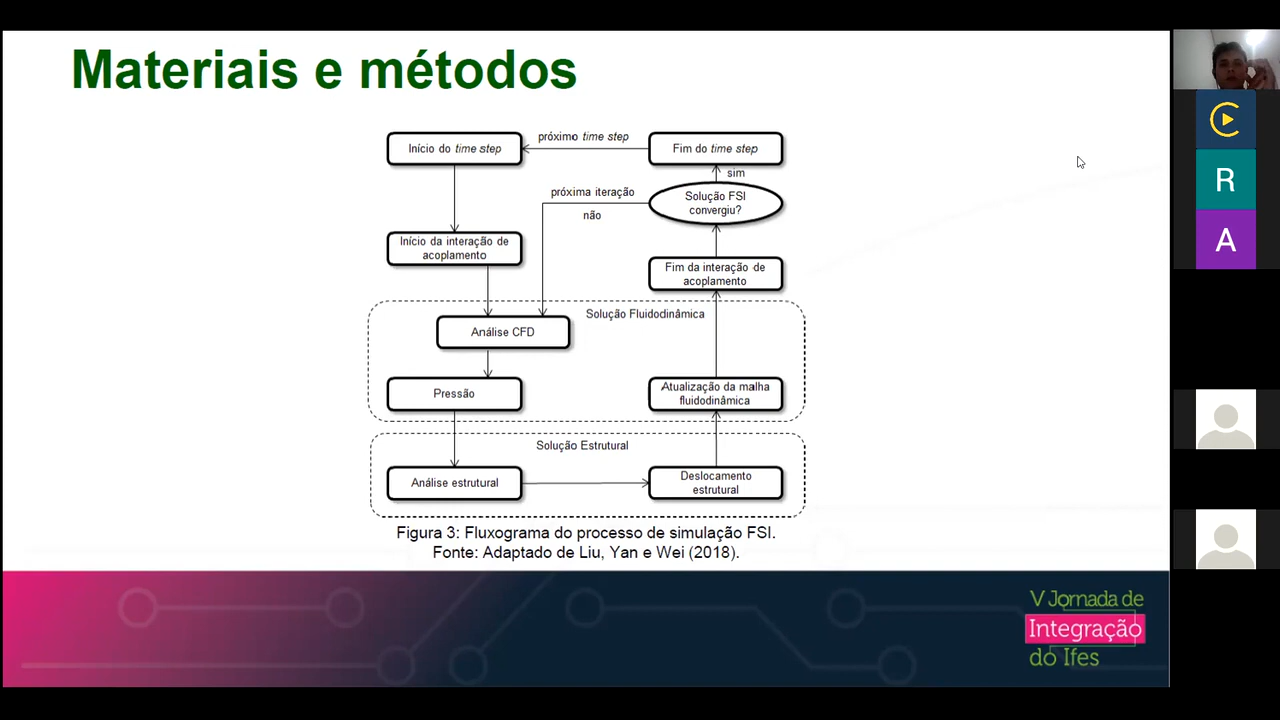 Materiais e métodos
Início do time step
próximo time step
Fim do time step
sim
próxima iteração
não
Solução FSI
convergiu?
Início da interação de
acoplamento
Fim da interação de
acoplamento
Solução Fluidodinâmica
Análise CFD
Pressão
Atualização da malha
fluidodinâmica
Solução Estrutural
Análise estrutural
Deslocamento
estrutural
Figura 3: Fluxograma do processo de simulação FSI.
Fonte: Adaptado de Liu, Yan e Wei (2018).
V Jornada de
Integração
do Ifes
R
A